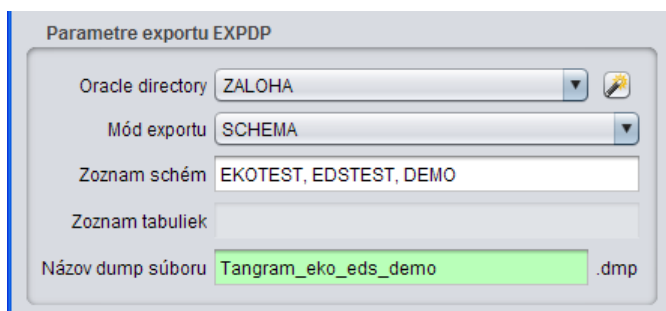 Parametre exportu EXPDP
Oracle directory ZALOHA
Mód exportu SCHEMA
Zoznam schém EKOTEST, EDSTEST, DEMO
Zoznam tabuliek
Názov dump súboru Tangram_eko_eds_demo .dmp